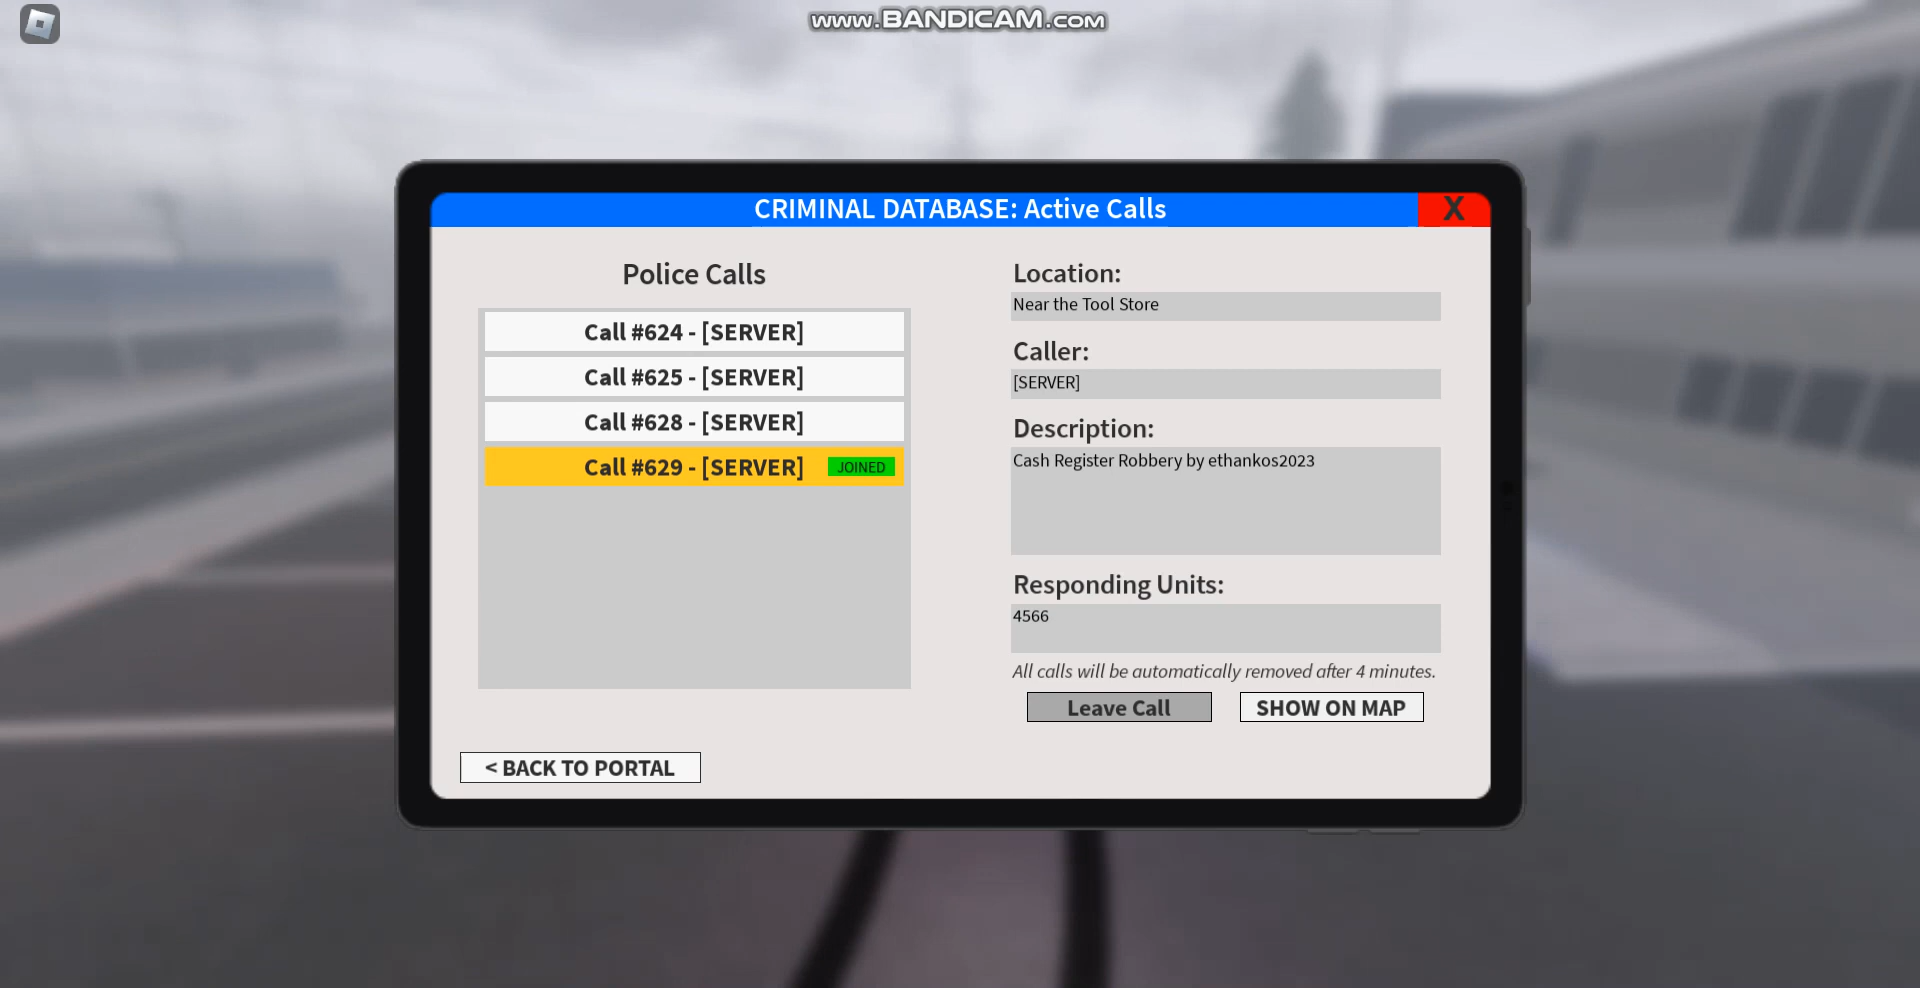 www.BANDICAM.com
CRIMINAL DATABASE: Active Calls
X
Police Calls
Call #624 - [SERVER]
Call #625 - [SERVER]
Call #628 - [SERVER]
Call #629 - [SERVER] JOINED
< BACK TO PORTAL
Location:
Near the Tool Store
Caller:
[SERVER]
Description:
Cash Register Robbery by ethankos2023
Responding Units:
4566
All calls will be automatically removed after 4 minutes.
Leave Call
SHOW ON MAP